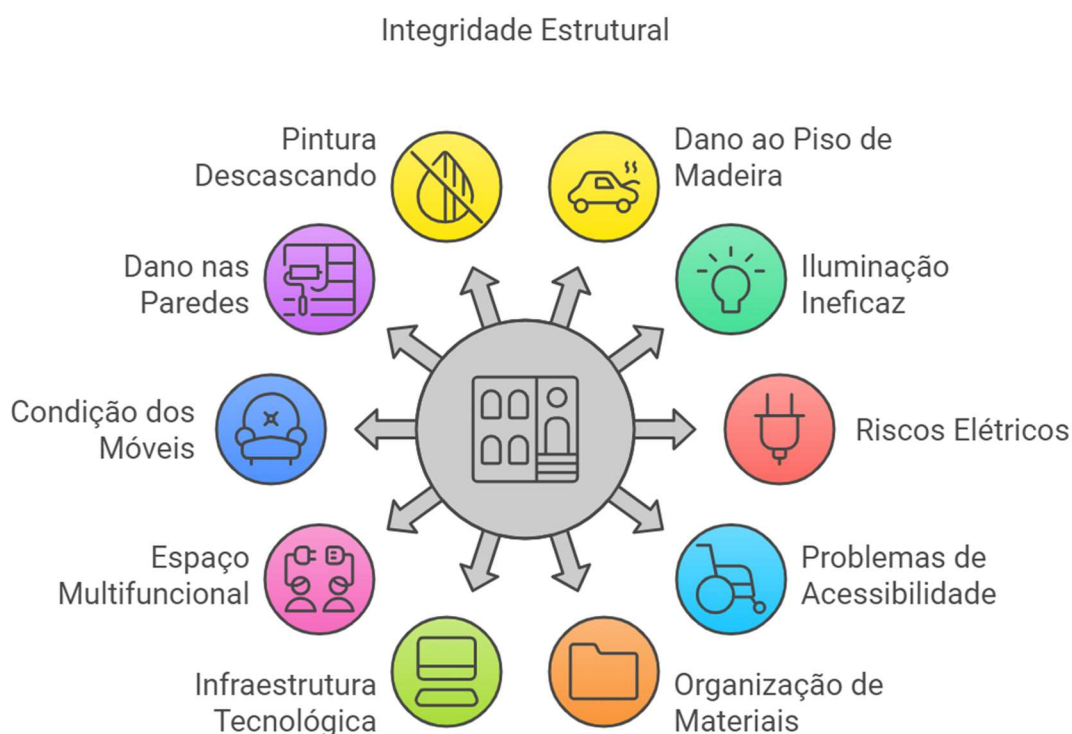 Integridade Estrutural
Pintura
Descascando
Dano ao Piso de
Madeira
Dano nas
Paredes
Iluminação
Ineficaz
Condição dos
Móveis
Riscos Elétricos
Espaço
Multifuncional
Problemas de
Acessibilidade
Infraestrutura
Tecnológica
Organização de
Materiais